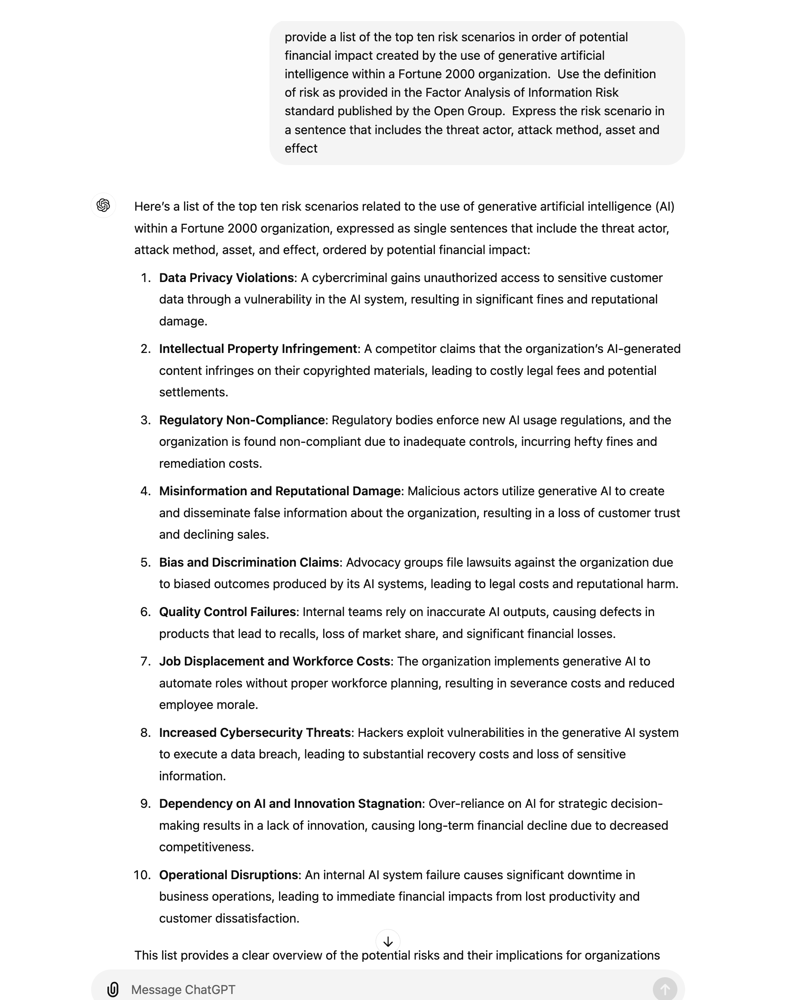 provide a list of the top ten risk scenarios in order of potential
financial impact created by the use of generative artificial
intelligence within a Fortune 2000 organization.  Use the definition
of risk as provided in the Factor Analysis of Information Risk
standard published by the Open Group.  Express the risk scenario in
a sentence that includes the threat actor, attack method, asset and
effect
Here’s a list of the top ten risk scenarios related to the use of generative artificial intelligence (AI)
within a Fortune 2000 organization, expressed as single sentences that include the threat actor,
attack method, asset, and effect, ordered by potential financial impact:
1. Data Privacy Violations: A cybercriminal gains unauthorized access to sensitive customer
data through a vulnerability in the AI system, resulting in significant fines and reputational
damage.
2. Intellectual Property Infringement: A competitor claims that the organization’s AI-generated
content infringes on their copyrighted materials, leading to costly legal fees and potential
settlements.
3. Regulatory Non-Compliance: Regulatory bodies enforce new AI usage regulations, and the
organization is found non-compliant due to inadequate controls, incurring hefty fines and
remediation costs.
4. Misinformation and Reputational Damage: Malicious actors utilize generative AI to create
and disseminate false information about the organization, resulting in a loss of customer trust
and declining sales.
5. Bias and Discrimination Claims: Advocacy groups file lawsuits against the organization due
to biased outcomes produced by its AI systems, leading to legal costs and reputational harm.
6. Quality Control Failures: Internal teams rely on inaccurate AI outputs, causing defects in
products that lead to recalls, loss of market share, and significant financial losses.
7. Job Displacement and Workforce Costs: The organization implements generative AI to
automate roles without proper workforce planning, resulting in severance costs and reduced
employee morale.
8. Increased Cybersecurity Threats: Hackers exploit vulnerabilities in the generative AI system
to execute a data breach, leading to substantial recovery costs and loss of sensitive
information.
9. Dependency on AI and Innovation Stagnation: Over-reliance on AI for strategic decision-
making results in a lack of innovation, causing long-term financial decline due to decreased
competitiveness.
10. Operational Disruptions: An internal AI system failure causes significant downtime in
business operations, leading to immediate financial impacts from lost productivity and
customer dissatisfaction.
This list provides a clear overview of the potential risks and their implications for organizations
Message ChatGPT